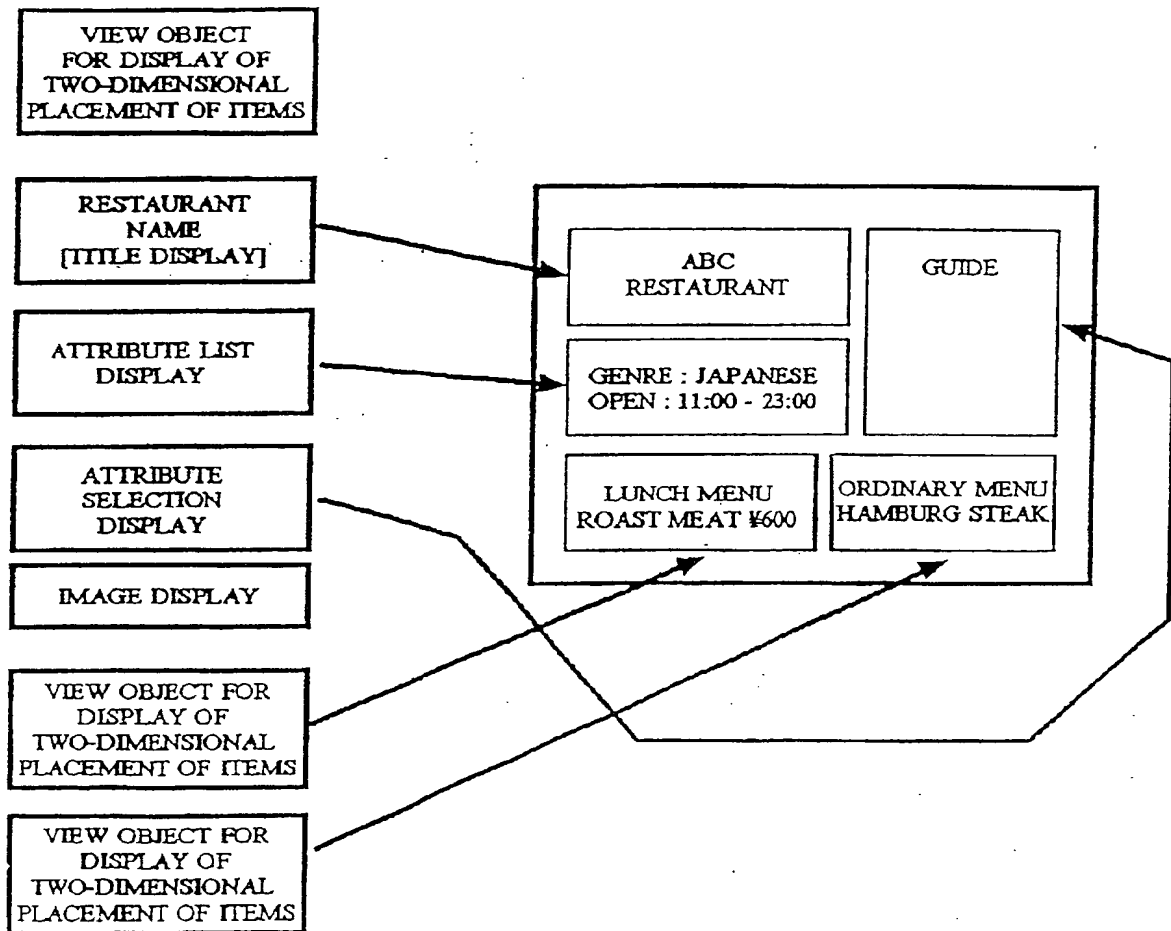 VIEW OBJECT
FOR DISPLAY OF
TWO-DIMENSIONAL
PLACEMENT OF ITEMS
RESTAURANT
NAME
[TITLE DISPLAY]
ATTRIBUTE LIST
DISPLAY
ATTRIBUTE
SELECTION
DISPLAY
IMAGE DISPLAY
VIEW OBJECT FOR
DISPLAY OF
TWO-DIMENSIONAL
PLACEMENT OF ITEMS
VIEW OBJECT FOR
DISPLAY OF
TWO-DIMENSIONAL
PLACEMENT OF ITEMS
ABC
RESTAURANT
GUIDE
GENRE : JAPANESE
OPEN : 11:00 - 23:00
LUNCH MENU
ROAST MEAT ¥600
ORDINARY MENU
HAMBURG STEAK